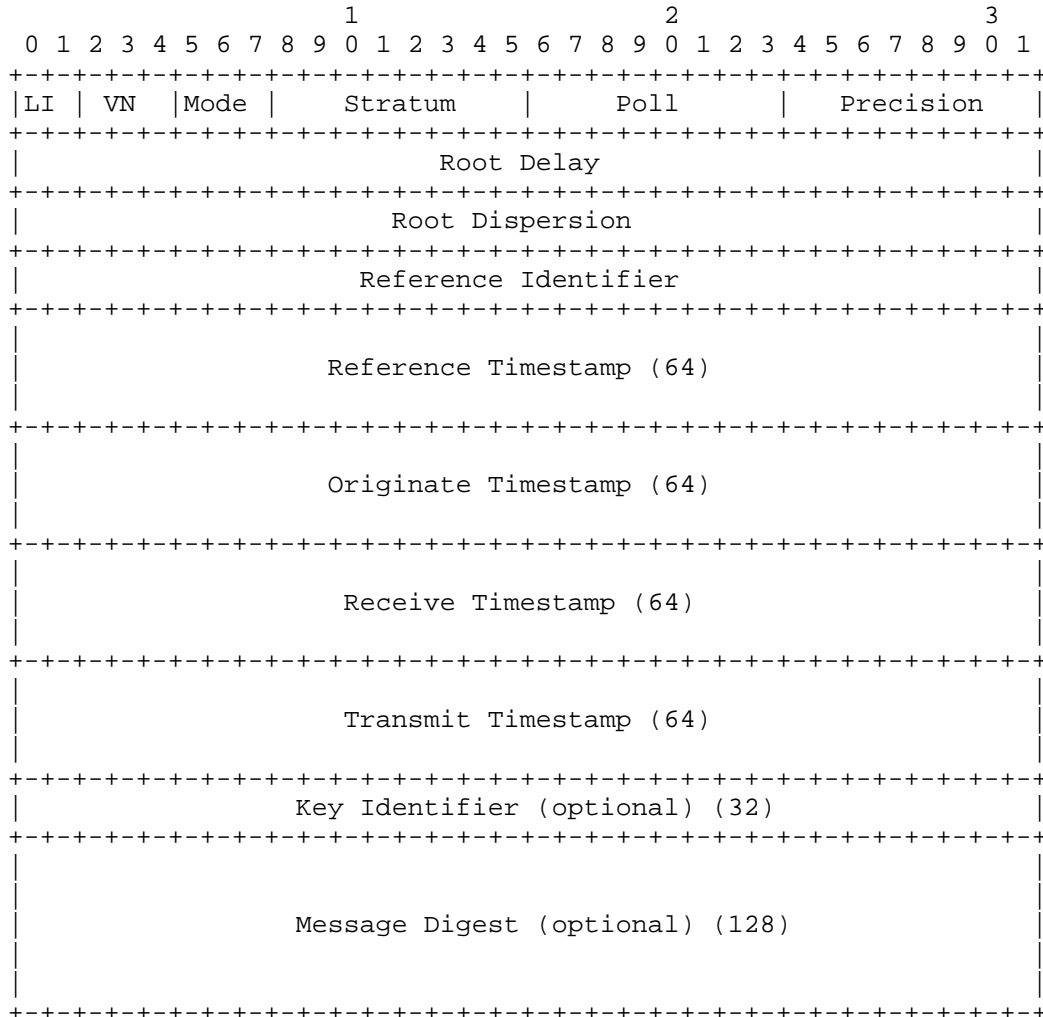 1                   2                   3
 0 1 2 3 4 5 6 7 8 9 0 1 2 3 4 5 6 7 8 9 0 1 2 3 4 5 6 7 8 9 0 1
+-+-+-+-+-+-+-+-+-+-+-+-+-+-+-+-+-+-+-+-+-+-+-+-+-+-+-+-+-+-+-+-+
|LI | VN  |Mode |    Stratum    |     Poll      |   Precision   |
+-+-+-+-+-+-+-+-+-+-+-+-+-+-+-+-+-+-+-+-+-+-+-+-+-+-+-+-+-+-+-+-+
|                          Root Delay                           |
+-+-+-+-+-+-+-+-+-+-+-+-+-+-+-+-+-+-+-+-+-+-+-+-+-+-+-+-+-+-+-+-+
|                       Root Dispersion                         |
+-+-+-+-+-+-+-+-+-+-+-+-+-+-+-+-+-+-+-+-+-+-+-+-+-+-+-+-+-+-+-+-+
|                     Reference Identifier                      |
+-+-+-+-+-+-+-+-+-+-+-+-+-+-+-+-+-+-+-+-+-+-+-+-+-+-+-+-+-+-+-+-+
|                                                               |
|                   Reference Timestamp (64)                    |
|                                                               |
+-+-+-+-+-+-+-+-+-+-+-+-+-+-+-+-+-+-+-+-+-+-+-+-+-+-+-+-+-+-+-+-+
|                                                               |
|                   Originate Timestamp (64)                    |
|                                                               |
+-+-+-+-+-+-+-+-+-+-+-+-+-+-+-+-+-+-+-+-+-+-+-+-+-+-+-+-+-+-+-+-+
|                                                               |
|                    Receive Timestamp (64)                     |
|                                                               |
+-+-+-+-+-+-+-+-+-+-+-+-+-+-+-+-+-+-+-+-+-+-+-+-+-+-+-+-+-+-+-+-+
|                                                               |
|                    Transmit Timestamp (64)                    |
|                                                               |
+-+-+-+-+-+-+-+-+-+-+-+-+-+-+-+-+-+-+-+-+-+-+-+-+-+-+-+-+-+-+-+-+
|                 Key Identifier (optional) (32)                |
+-+-+-+-+-+-+-+-+-+-+-+-+-+-+-+-+-+-+-+-+-+-+-+-+-+-+-+-+-+-+-+-+
|                                                               |
|                                                               |
|                 Message Digest (optional) (128)               |
|                                                               |
|                                                               |
+-+-+-+-+-+-+-+-+-+-+-+-+-+-+-+-+-+-+-+-+-+-+-+-+-+-+-+-+-+-+-+-+